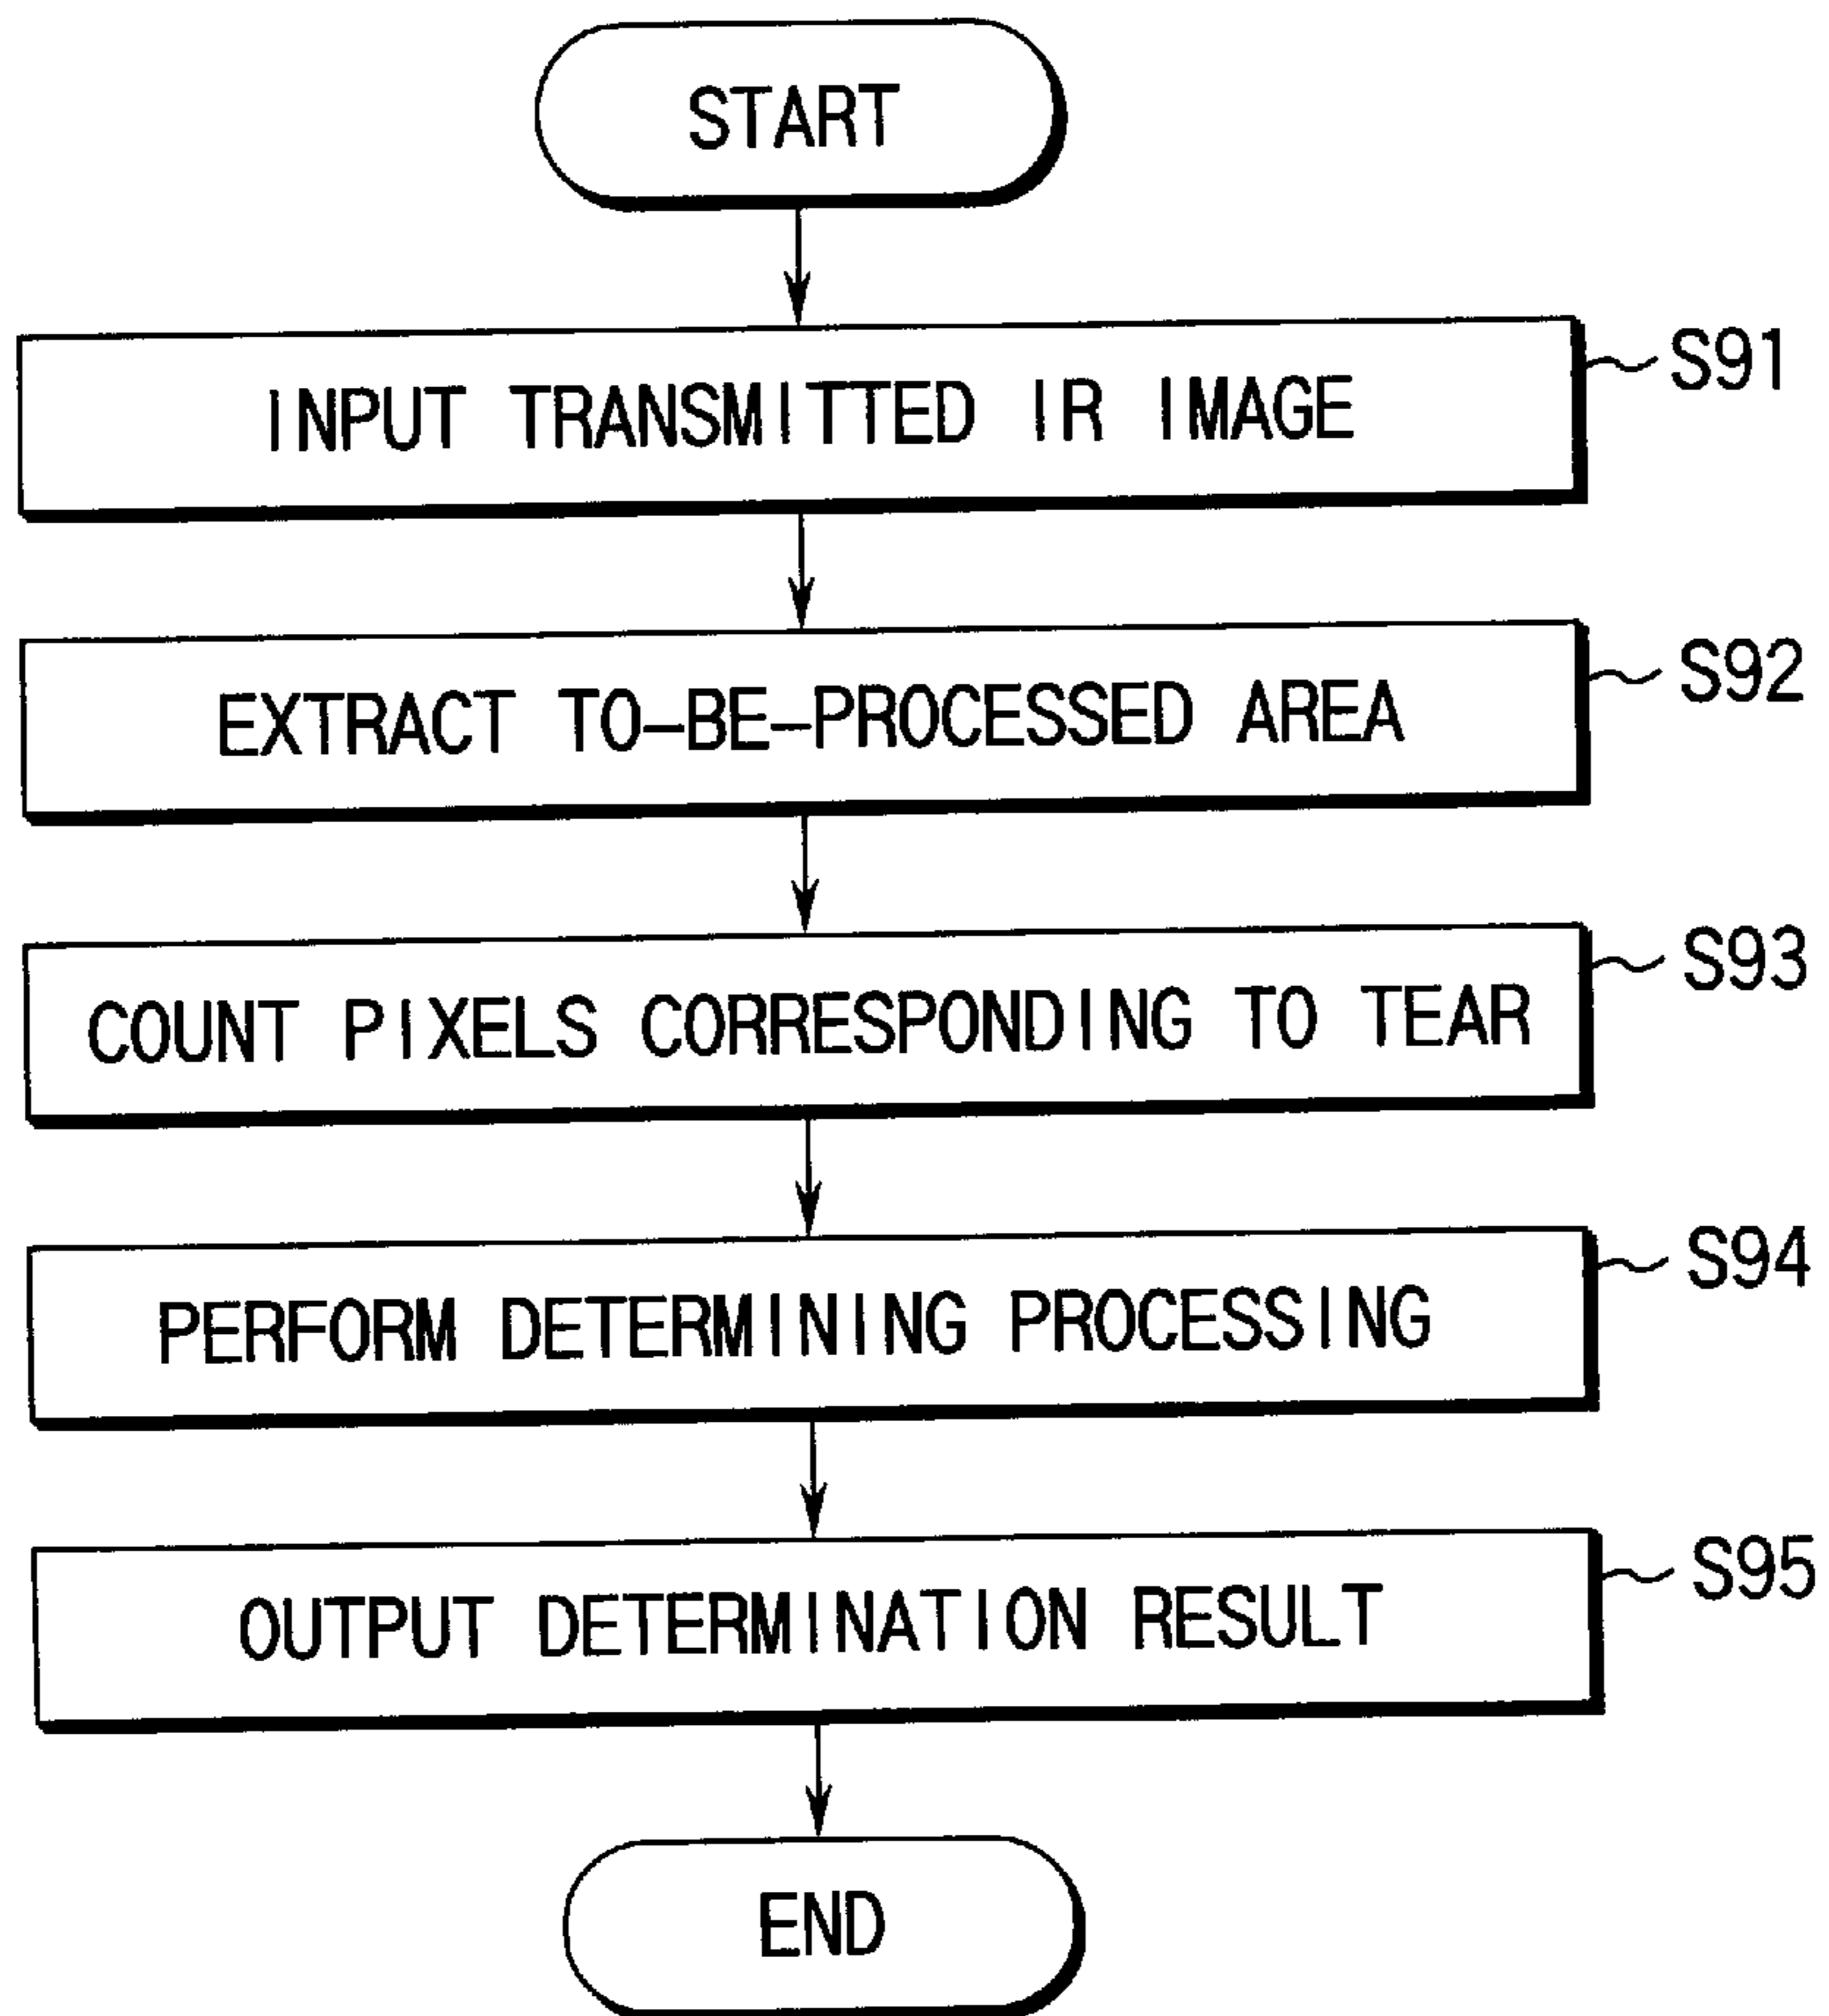 START
INPUT TRANSMITTED IR IMAGE
S91
EXTRACT TO-BE-PROCESSED AREA
S92
COUNT PIXELS CORRESPONDING TO TEAR
S93
PERFORM DETERMINING PROCESSING
S94
OUTPUT DETERMINATION RESULT
S95
END